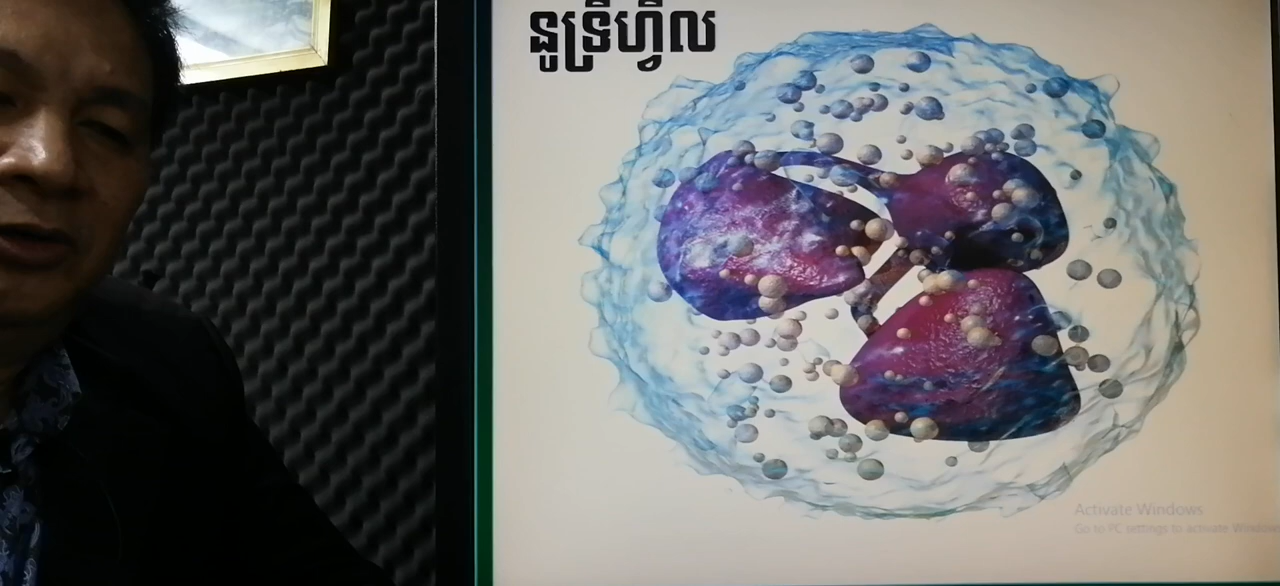 នូទ្រីហ្វីល
Activate Windows
Go to PC settings to activate Windows